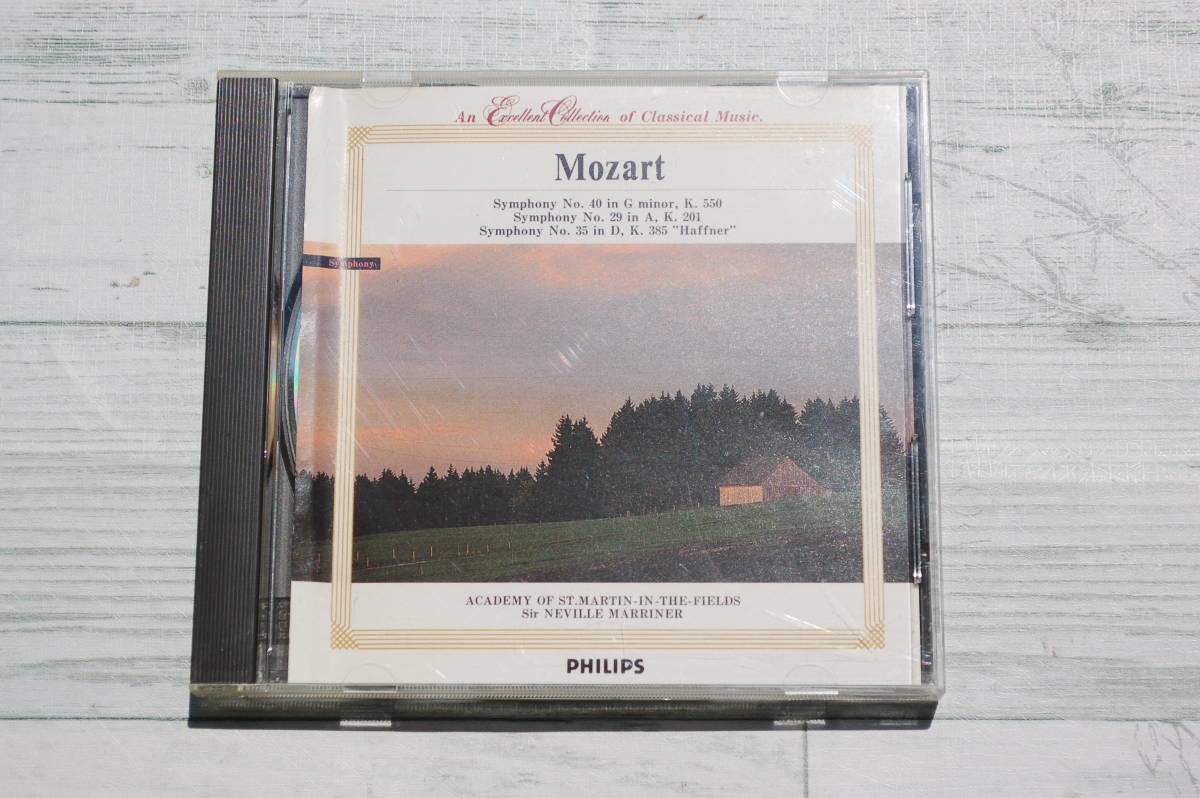 An Excellent Collection of Classical Music.
Mozart
Symphony No. 40 in G minor, K. 550
Symphony No. 29 in A, K. 201
Symphony No. 35 in D, K. 385 "Haffner"
Symphony
ACADEMY OF ST.MARTIN-IN-THE-FIELDS
Sir NEVILLE MARRINER
PHILIPS